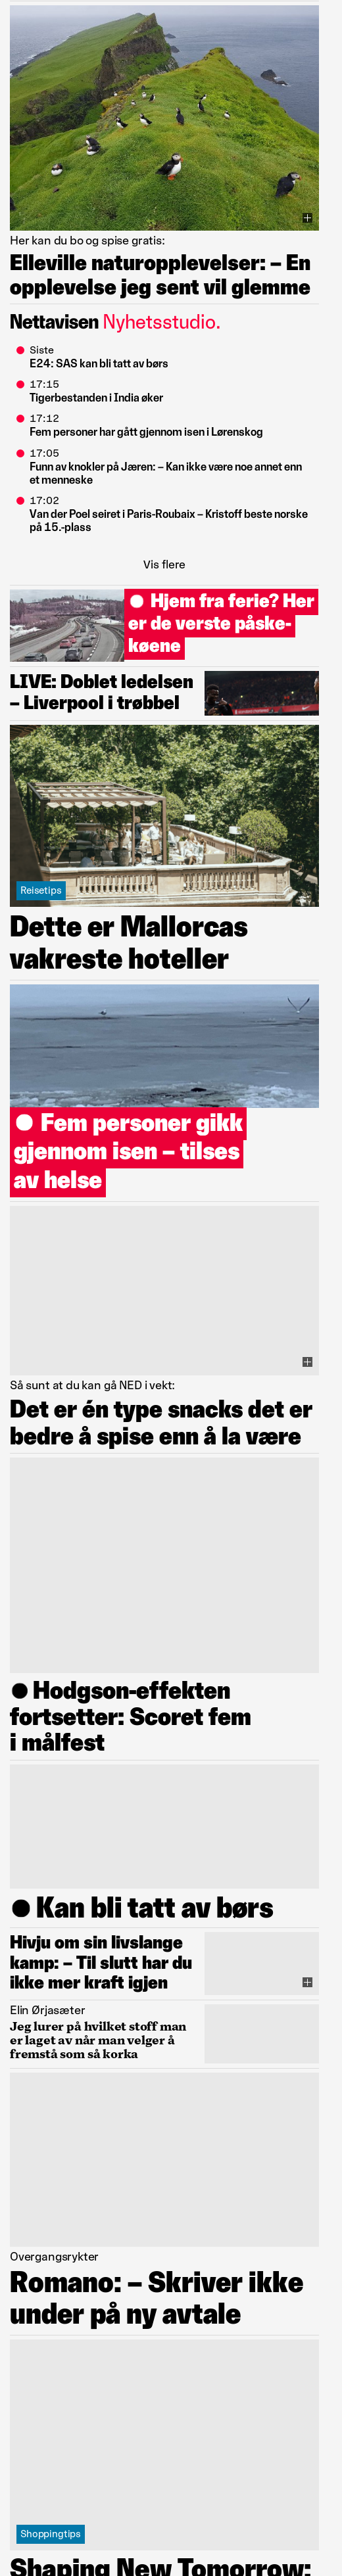 Her kan du bo og spise gratis:
Elleville naturopplevelser: – En
opplevelse jeg sent vil glemme
Nettavisen Nyhetsstudio.
Siste
E24: SAS kan bli tatt av børs
17:15
Tigerbestanden i India øker
17:12
Fem personer har gått gjennom isen i Lørenskog
17:05
Funn av knokler på Jæren: – Kan ikke være noe annet enn
et menneske
17:02
Van der Poel seiret i Paris-Roubaix – Kristoff beste norske
på 15.-plass
Vis flere
Hjem fra ferie? Her
er de verste påske-
køene
LIVE: Doblet ledelsen
– Liverpool i trøbbel
Reisetips
Dette er Mallorcas
vakreste hoteller
Fem personer gikk
gjennom isen – tilses
av helse
Så sunt at du kan gå NED i vekt:
Det er én type snacks det er
bedre å spise enn å la være
Hodgson-effekten
fortsetter: Scoret fem
i målfest
Kan bli tatt av børs
Hivju om sin livslange
kamp: – Til slutt har du
ikke mer kraft igjen
Elin Ørjasæter
Jeg lurer på hvilket stoff man
er laget av når man velger å
fremstå som så korka
Overgangsrykter
Romano: – Skriver ikke
under på ny avtale
Shoppingtips
Shaping New Tomorrow: